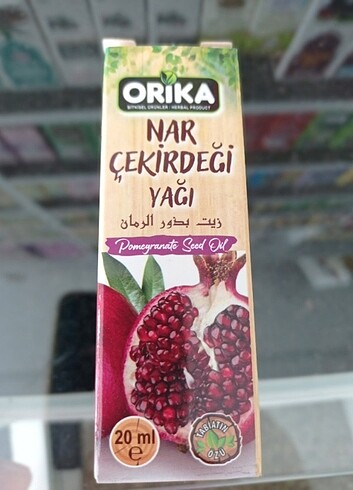 ORIKA
BİTKİSEL ÜRÜNLER - HERBAL PRODUCT
NAR
ÇEKİRDEĞİ
YAĞI
زيت بذور الرمان
Pomegranate Seed Oil
20 ml
e
TABİATIN
ÖZÜ